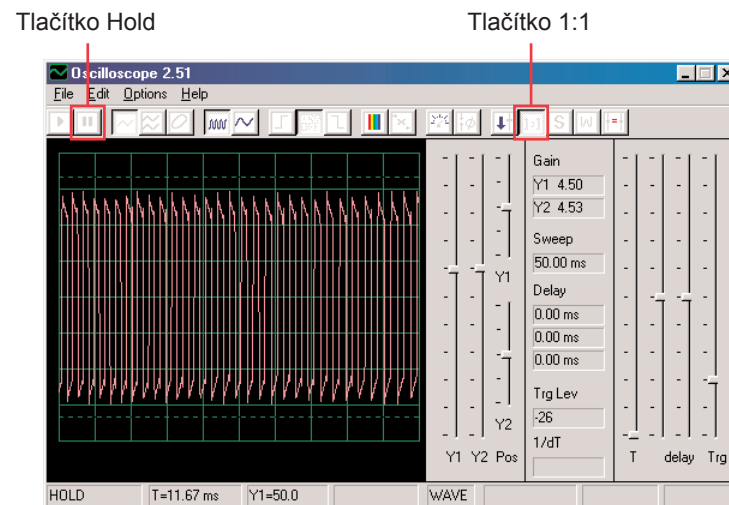 Tlačítko Hold
Tlačítko 1:1
Oscilloscope 2.51
File Edit Options Help
1:1 S W
Gain
Y1 4.50
Y2 4.53
Sweep
50.00 ms
Delay
0.00 ms
0.00 ms
0.00 ms
Trg Lev
-26
1/dT
Y1
Y2
Y1 Y2 Pos
T delay Trg
HOLD T=11.67 ms Y1=50.0 WAVE